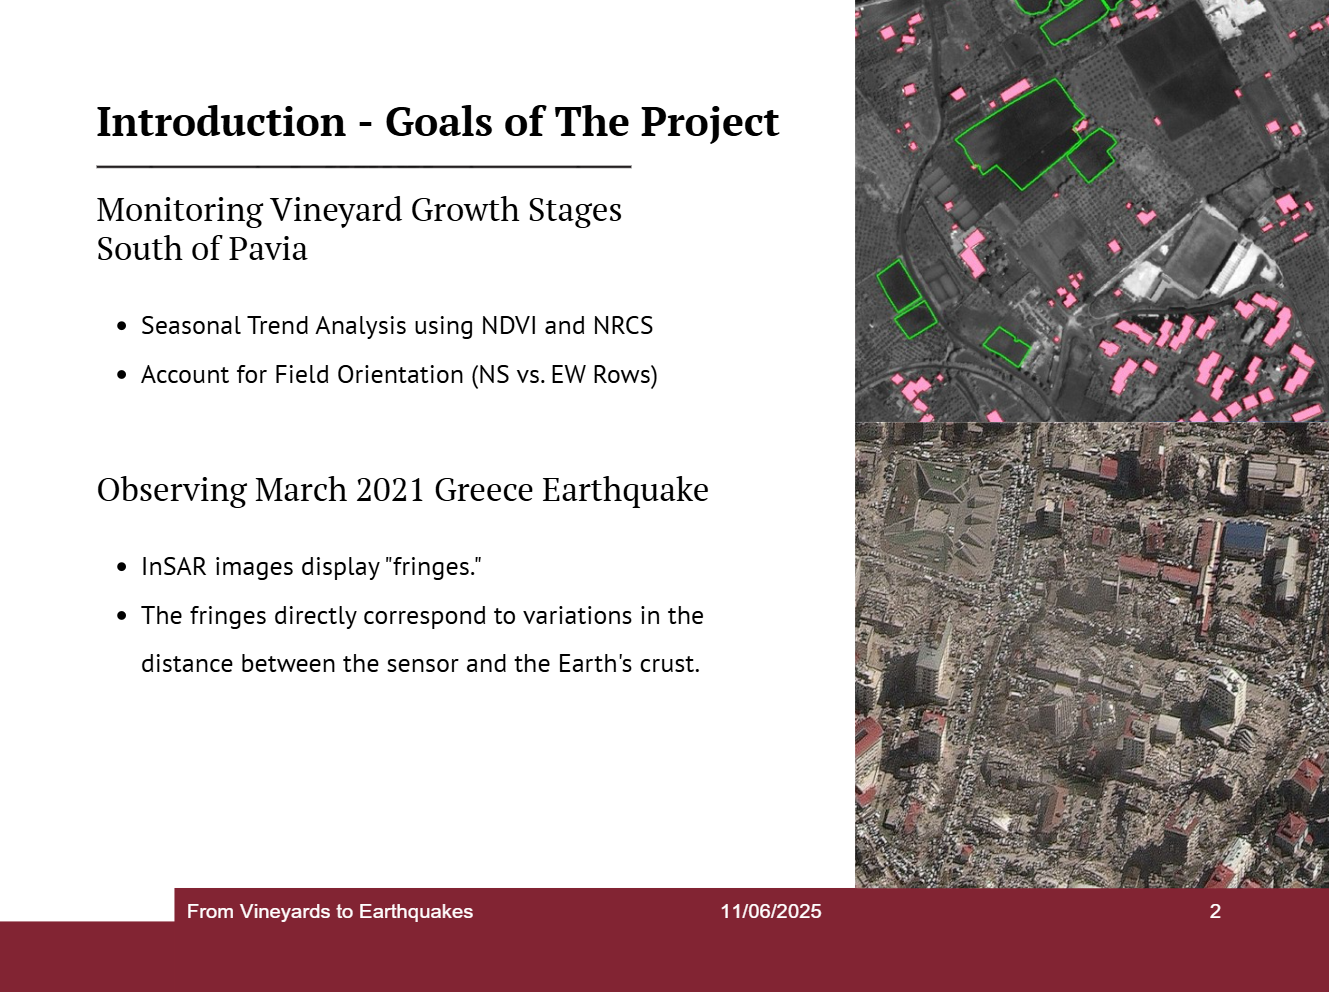 Introduction - Goals of The Project
Monitoring Vineyard Growth Stages
South of Pavia
• Seasonal Trend Analysis using NDVI and NRCS
• Account for Field Orientation (NS vs. EW Rows)
Observing March 2021 Greece Earthquake
• InSAR images display "fringes."
• The fringes directly correspond to variations in the
distance between the sensor and the Earth's crust.
From Vineyards to Earthquakes
11/06/2025
2